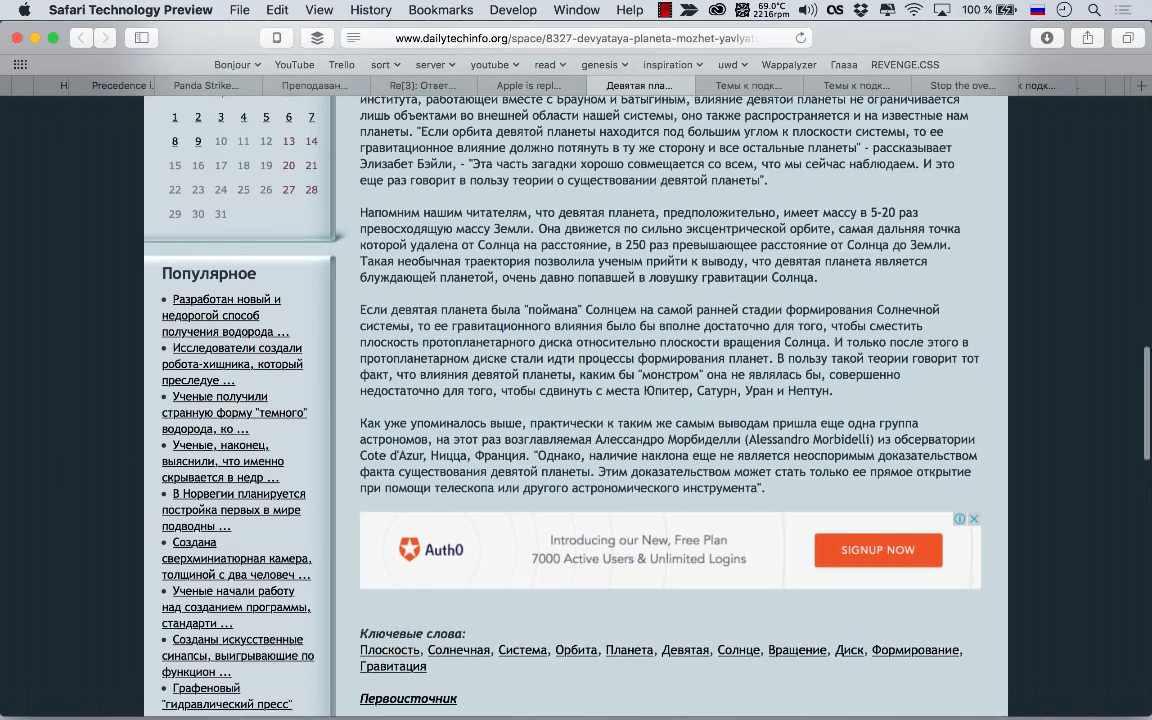 Safari Technology Preview File Edit View History Bookmarks Develop Window Help 69.0°C 2216rpm 100 %
www.dailytechinfo.org/space/8327-devyataya-planeta-mozhet-yavlyat
Bonjour YouTube Trello sort server youtube read genesis inspiration uwd Wappalyzer Глаза REVENGE.CSS
H Precedence i. Panda Strike... Преподаван... Re[3]: Ответ... Apple is repl... Девятая пла... Темы к подк... Темы к подк... Stop the ove... к подк...
института, работающей вместе с Брауном и Батыгиным, влияние девятой планеты не ограничивается
лишь объектами во внешней области нашей системы, оно также распространяется и на известные нам
планеты. "Если орбита девятой планеты находится под большим углом к плоскости системы, то ее
гравитационное влияние должно потянуть в ту же сторону и все остальные планеты" - рассказывает
Элизабет Бэйли, - "Эта часть загадки хорошо совмещается со всем, что мы сейчас наблюдаем. И это
еще раз говорит в пользу теории о существовании девятой планеты".
Напомним нашим читателям, что девятая планета, предположительно, имеет массу в 5-20 раз
превосходящую массу Земли. Она движется по сильно эксцентрической орбите, самая дальняя точка
которой удалена от Солнца на расстояние, в 250 раз превышающее расстояние от Солнца до Земли.
Такая необычная траектория позволила ученым прийти к выводу, что девятая планета является
блуждающей планетой, очень давно попавшей в ловушку гравитации Солнца.
Если девятая планета была "поймана" Солнцем на самой ранней стадии формирования Солнечной
системы, то ее гравитационного влияния было бы вполне достаточно для того, чтобы сместить
плоскость протопланетарного диска относительно плоскости вращения Солнца. И только после этого в
протопланетарном диске стали идти процессы формирования планет. В пользу такой теории говорит тот
факт, что влияния девятой планеты, каким бы "монстром" она не являлась бы, совершенно
недостаточно для того, чтобы сдвинуть с места Юпитер, Сатурн, Уран и Нептун.
Как уже упоминалось выше, практически к таким же самым выводам пришла еще одна группа
астрономов, на этот раз возглавляемая Алессандро Морбиделли (Alessandro Morbidelli) из обсерватории
Cote d'Azur, Ницца, Франция. "Однако, наличие наклона еще не является неоспоримым доказательством
факта существования девятой планеты. Этим доказательством может стать только ее прямое открытие
при помощи телескопа или другого астрономического инструмента".
Auth0
Introducing our New, Free Plan
7000 Active Users & Unlimited Logins
SIGNUP NOW
Ключевые слова:
Плоскость, Солнечная, Система, Орбита, Планета, Девятая, Солнце, Вращение, Диск, Формирование,
Гравитация
Первоисточник
1 2 3 4 5 6 7
8 9 10 11 12 13 14
15 16 17 18 19 20 21
22 23 24 25 26 27 28
29 30 31
Популярное
Разработан новый и
недорогой способ
получения водорода ...
Исследователи создали
робота-хищника, который
преследуе ...
Ученые получили
странную форму "темного"
водорода, ко ...
Ученые, наконец,
выяснили, что именно
скрывается в недр ...
В Норвегии планируется
постройка первых в мире
подводны ...
Создана
сверхминиатюрная камера,
толщиной с два человеч ...
Ученые начали работу
над созданием программы,
стандарти ...
Созданы искусственные
синапсы, выигрывающие по
функцион ...
Графеновый
"гидравлический пресс"